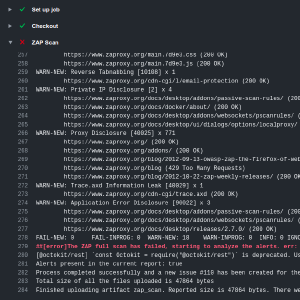 Set up job
Checkout
ZAP Scan
257 https://www.zaproxy.org/main.7d9e3.css (200 OK)
258 https://www.zaproxy.org/main.7d9e3.js (200 OK)
259 WARN-NEW: Reverse Tabnabbing [10108] x 1
260 https://www.zaproxy.org/cdn-cgi/l/email-protection (200 OK)
261 WARN-NEW: Private IP Disclosure [2] x 4
262 https://www.zaproxy.org/docs/desktop/addons/passive-scan-rules/ (200
263 https://www.zaproxy.org/docs/docker/about/ (200 OK)
264 https://www.zaproxy.org/docs/desktop/addons/websockets/pscanrules/ (
265 https://www.zaproxy.org/docs/desktop/ui/dialogs/options/localproxy/
266 WARN-NEW: Proxy Disclosure [40025] x 771
267 https://www.zaproxy.org/ (200 OK)
268 https://www.zaproxy.org/addons/ (200 OK)
269 https://www.zaproxy.org/blog/2012-09-13-owasp-zap-the-firefox-of-web
270 https://www.zaproxy.org/blog (429 Too Many Requests)
271 https://www.zaproxy.org/blog/2012-10-22-zap-weekly-releases/ (200 OK
272 WARN-NEW: Trace.axd Information Leak [40029] x 1
273 https://www.zaproxy.org/cdn-cgi/trace.axd (200 OK)
274 WARN-NEW: Application Error Disclosure [90022] x 3
275 https://www.zaproxy.org/docs/desktop/addons/passive-scan-rules/ (200
276 https://www.zaproxy.org/docs/desktop/addons/websockets/pscanrules/ (
277 https://www.zaproxy.org/docs/desktop/releases/2.7.0/ (200 OK)
278 FAIL-NEW: 0 FAIL-INPROG: 0 WARN-NEW: 18 WARN-INPROG: 0 INFO: 0 IGNO
279 ##[error]The ZAP full scan has failed, starting to analyze the alerts. err:
280 [@octokit/rest] `const Octokit = require("@octokit/rest")` is deprecated. Us
281 Alerts present in the current report: true
282 Process completed successfully and a new issue #110 has been created for the
283 Total size of all the files uploaded is 47864 bytes
284 Finished uploading artifact zap_scan. Reported size is 47864 bytes. There we